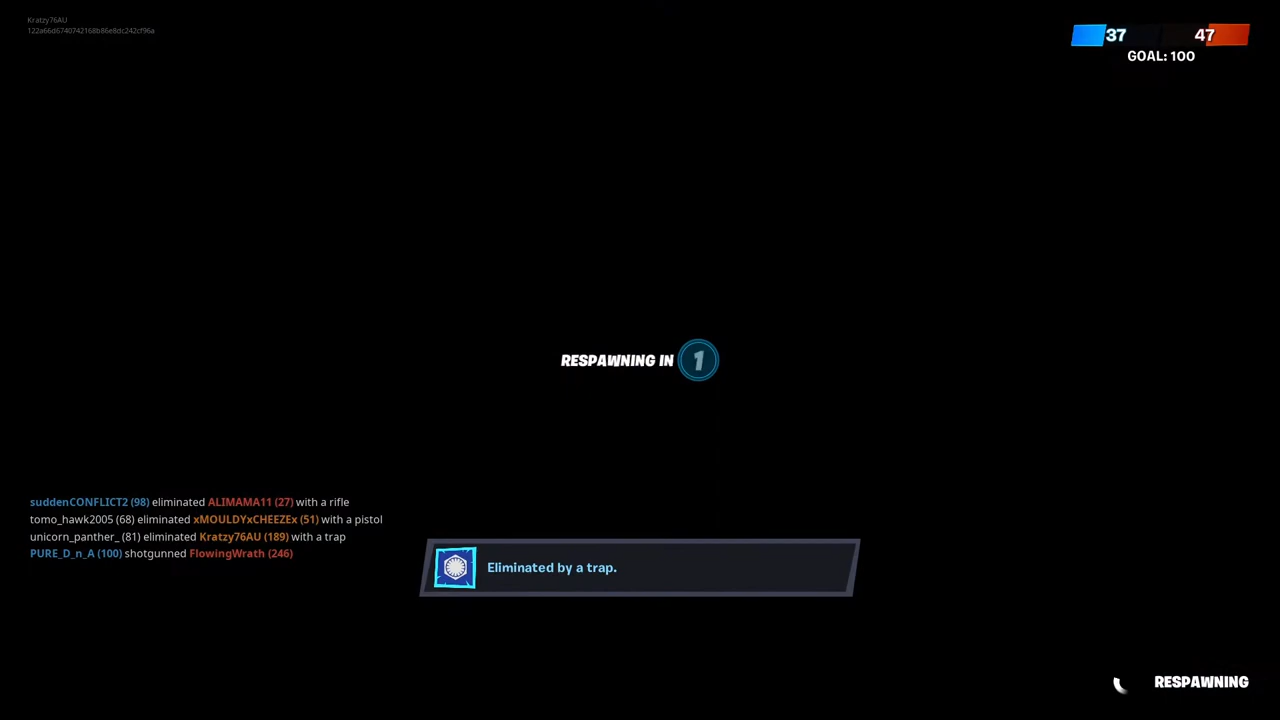 Kratzy76AU
122a66d6740742168b86e8dc242cf96a
37 47
GOAL: 100
RESPAWNING IN 1
suddenCONFLICT2 (98) eliminated ALIMAMA11 (27) with a rifle
tomo_hawk2005 (68) eliminated xMOULDYxCHEEZEx (51) with a pistol
unicorn_panther_ (81) eliminated Kratzy76AU (189) with a trap
PURE_D_n_A (100) shotgunned FlowingWrath (246)
Eliminated by a trap.
RESPAWNING